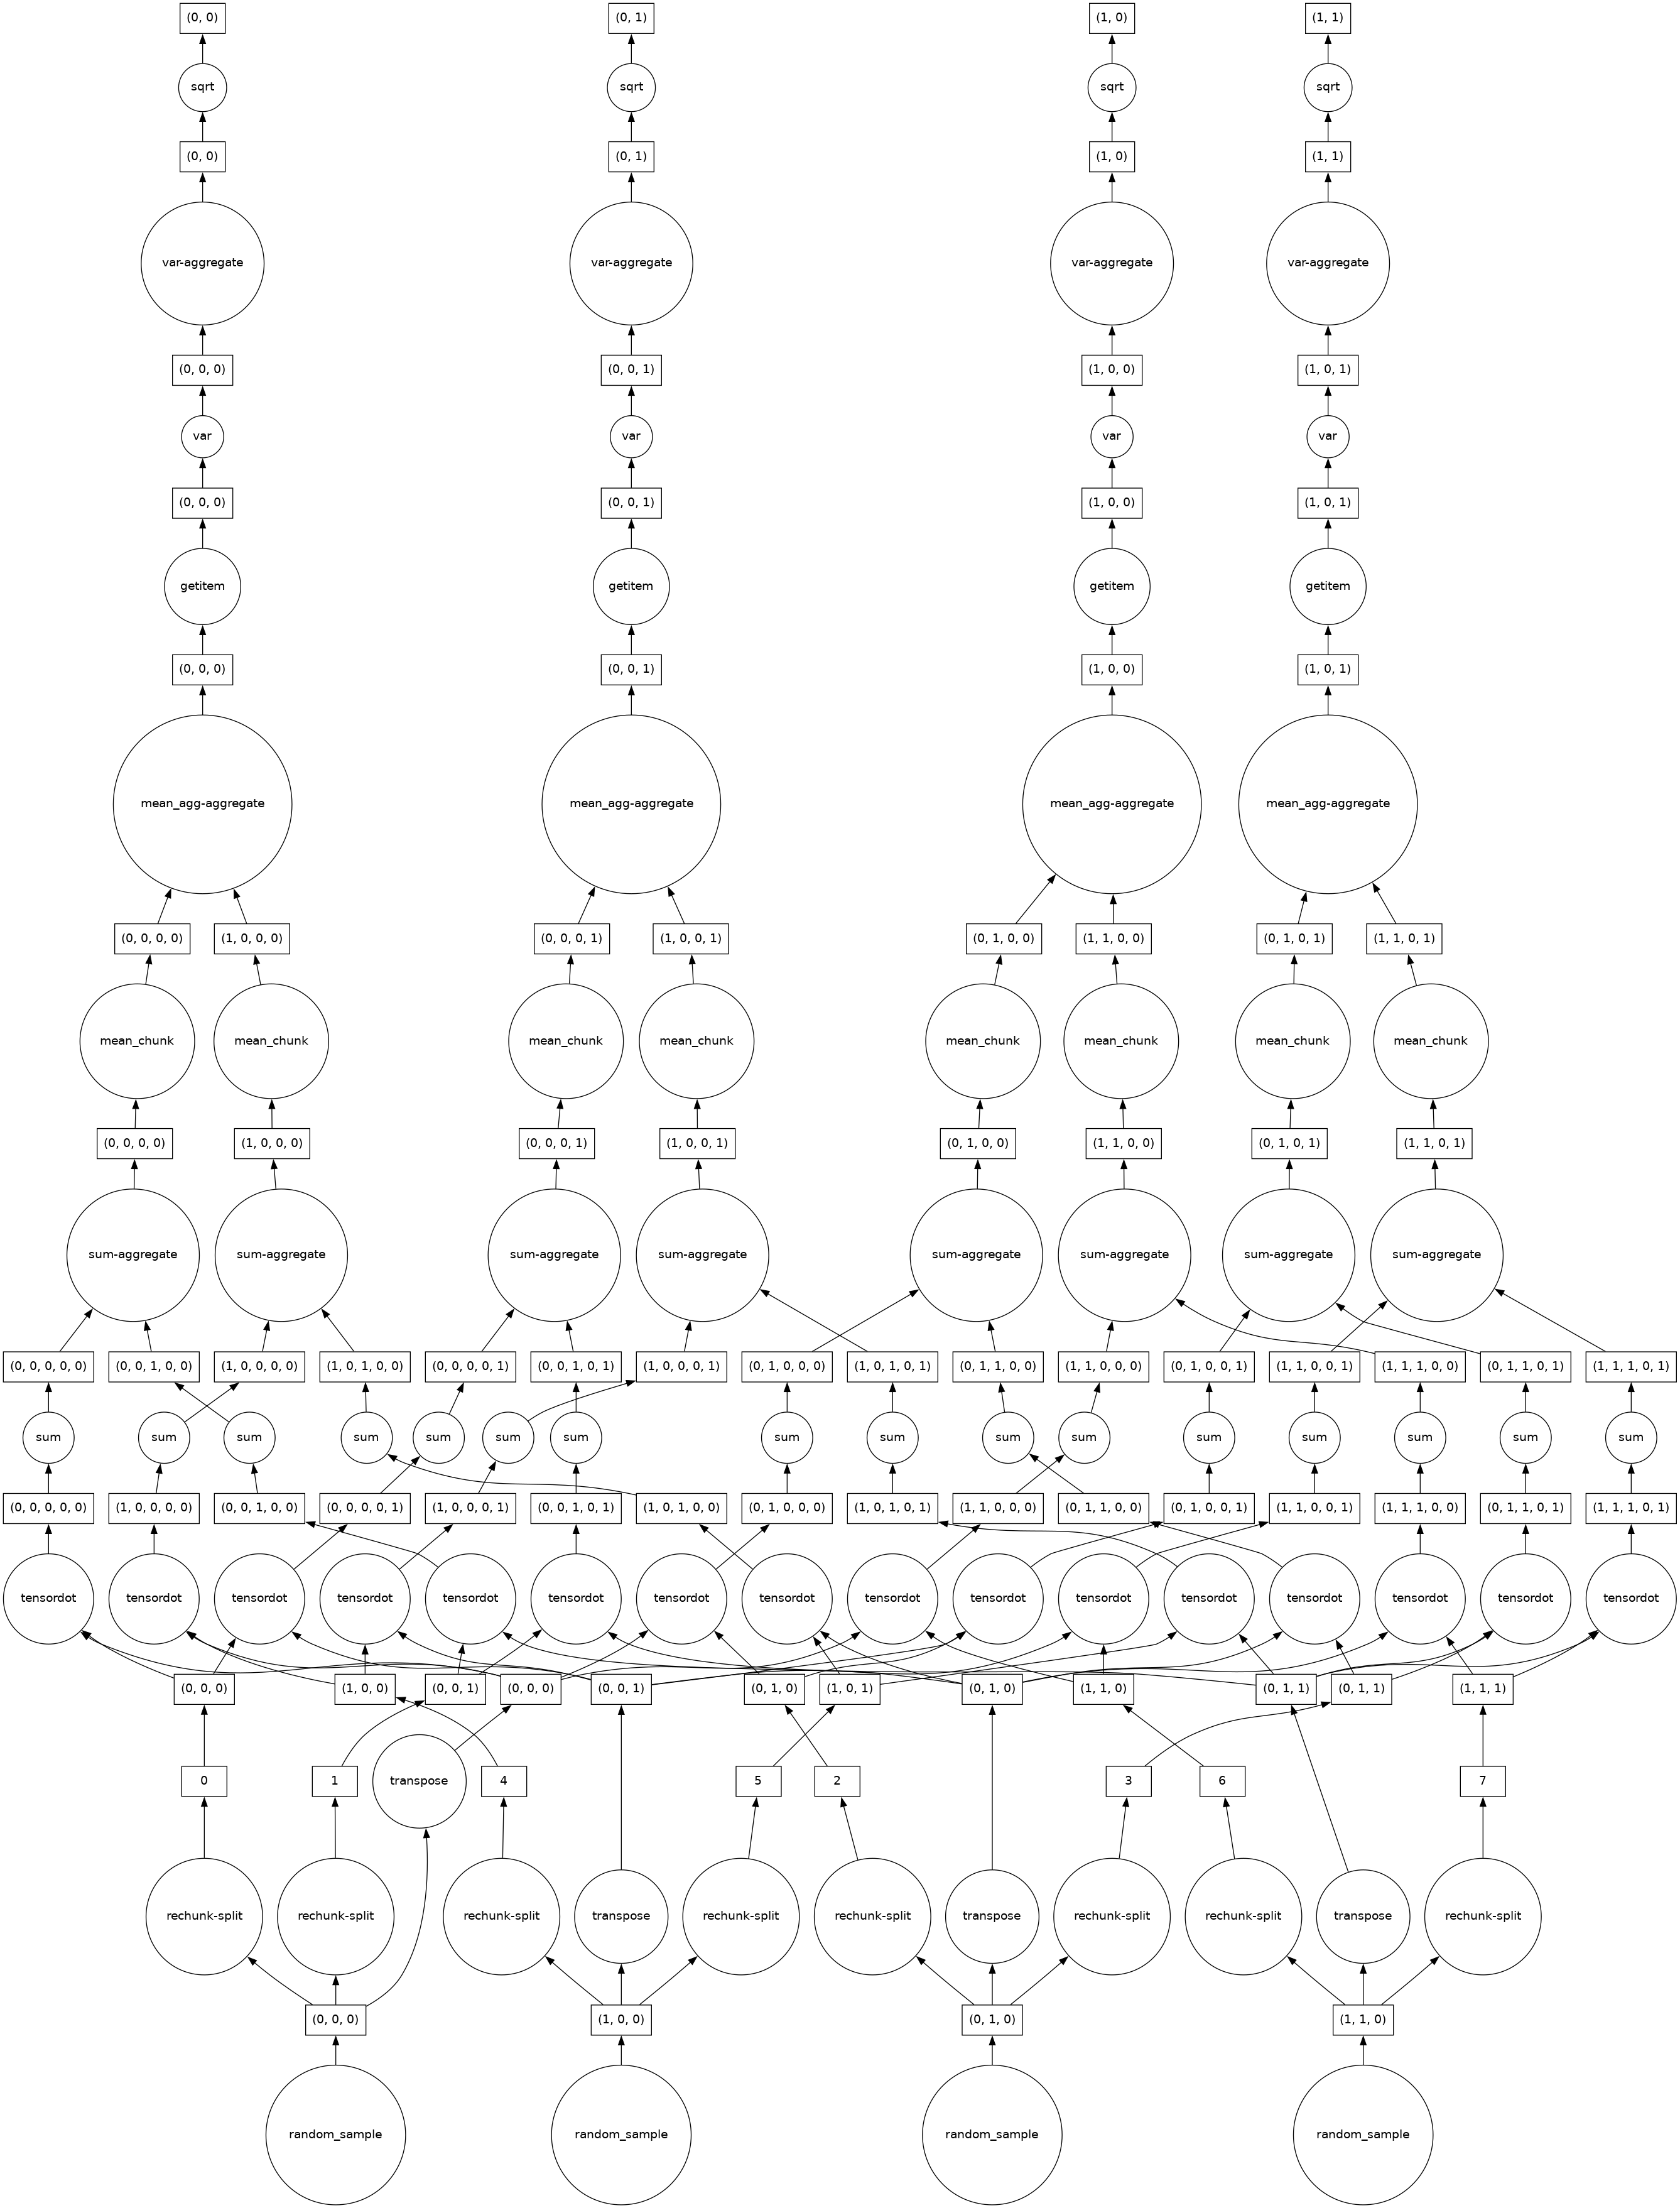 (0, 0) (0, 1) (1, 0) (1, 1)
sqrt sqrt sqrt sqrt
(0, 0) (0, 1) (1, 0) (1, 1)
var-aggregate var-aggregate var-aggregate var-aggregate
(0, 0, 0) (0, 0, 1) (1, 0, 0) (1, 0, 1)
var var var var
(0, 0, 0) (0, 0, 1) (1, 0, 0) (1, 0, 1)
getitem getitem getitem getitem
(0, 0, 0) (0, 0, 1) (1, 0, 0) (1, 0, 1)
mean_agg-aggregate mean_agg-aggregate mean_agg-aggregate mean_agg-aggregate
(0, 0, 0, 0) (1, 0, 0, 0) (0, 0, 0, 1) (1, 0, 0, 1) (0, 1, 0, 0) (1, 1, 0, 0) (0, 1, 0, 1) (1, 1, 0, 1)
mean_chunk mean_chunk mean_chunk mean_chunk mean_chunk mean_chunk mean_chunk mean_chunk
(0, 0, 0, 0) (1, 0, 0, 0) (0, 0, 0, 1) (1, 0, 0, 1) (0, 1, 0, 0) (1, 1, 0, 0) (0, 1, 0, 1) (1, 1, 0, 1)
sum-aggregate sum-aggregate sum-aggregate sum-aggregate sum-aggregate sum-aggregate sum-aggregate sum-aggregate
(0, 0, 0, 0, 0) (0, 0, 1, 0, 0) (1, 0, 0, 0, 0) (1, 0, 1, 0, 0) (0, 0, 0, 0, 1) (0, 0, 1, 0, 1) (1, 0, 0, 0, 1) (0, 1, 0, 0, 0) (1, 0, 1, 0, 1) (0, 1, 1, 0, 0) (1, 1, 0, 0, 0) (0, 1, 0, 0, 1) (1, 1, 0, 0, 1) (1, 1, 1, 0, 0) (0, 1, 1, 0, 1) (1, 1, 1, 0, 1)
sum sum sum sum sum sum sum sum sum sum sum sum sum sum sum sum
(0, 0, 0, 0, 0) (1, 0, 0, 0, 0) (0, 0, 1, 0, 0) (0, 0, 0, 0, 1) (1, 0, 0, 0, 1) (0, 0, 1, 0, 1) (1, 0, 1, 0, 0) (0, 1, 0, 0, 0) (1, 0, 1, 0, 1) (1, 1, 0, 0, 0) (0, 1, 1, 0, 0) (0, 1, 0, 0, 1) (1, 1, 0, 0, 1) (1, 1, 1, 0, 0) (0, 1, 1, 0, 1) (1, 1, 1, 0, 1)
tensordot tensordot tensordot tensordot tensordot tensordot tensordot tensordot tensordot tensordot tensordot tensordot tensordot tensordot tensordot tensordot
(0, 0, 0) (1, 0, 0) (0, 0, 1) (0, 0, 0) (0, 0, 1) (0, 1, 0) (1, 0, 1) (0, 1, 0) (1, 1, 0) (0, 1, 1) (0, 1, 1) (1, 1, 1)
0 1 transpose 4 5 2 3 6 7
rechunk-split rechunk-split rechunk-split transpose rechunk-split rechunk-split transpose rechunk-split rechunk-split transpose rechunk-split
(0, 0, 0) (1, 0, 0) (0, 1, 0) (1, 1, 0)
random_sample random_sample random_sample random_sample